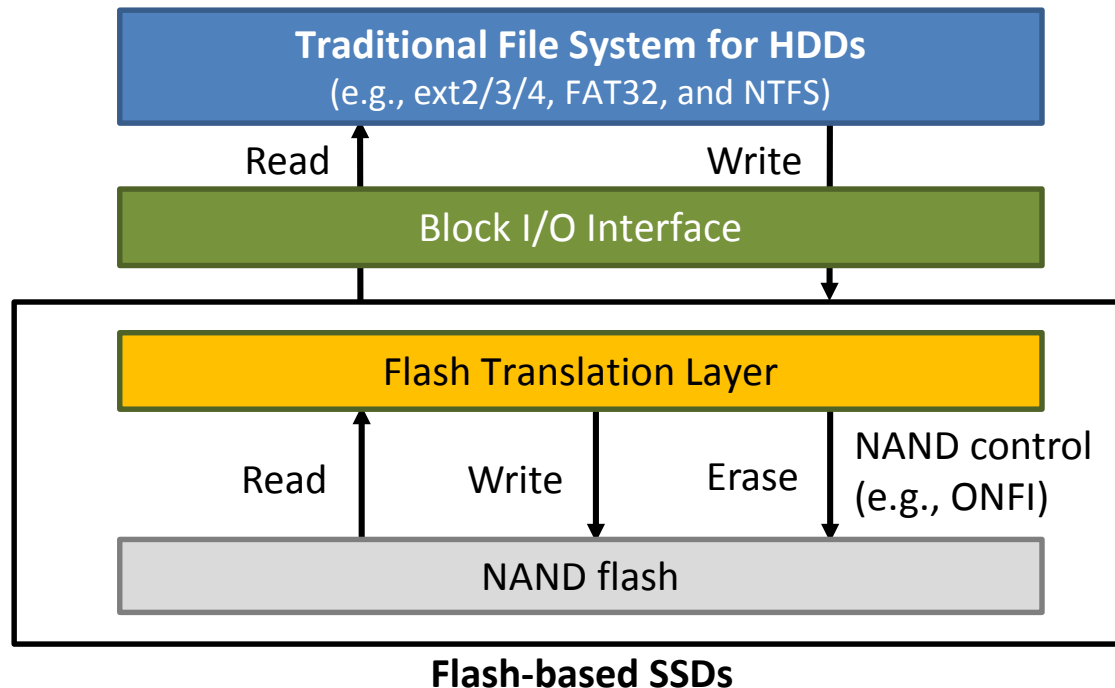 Traditional File System for HDDs
(e.g., ext2/3/4, FAT32, and NTFS)
Read
Write
Block I/O Interface
Flash Translation Layer
Read
Write
Erase
NAND control
(e.g., ONFI)
NAND flash
Flash-based SSDs